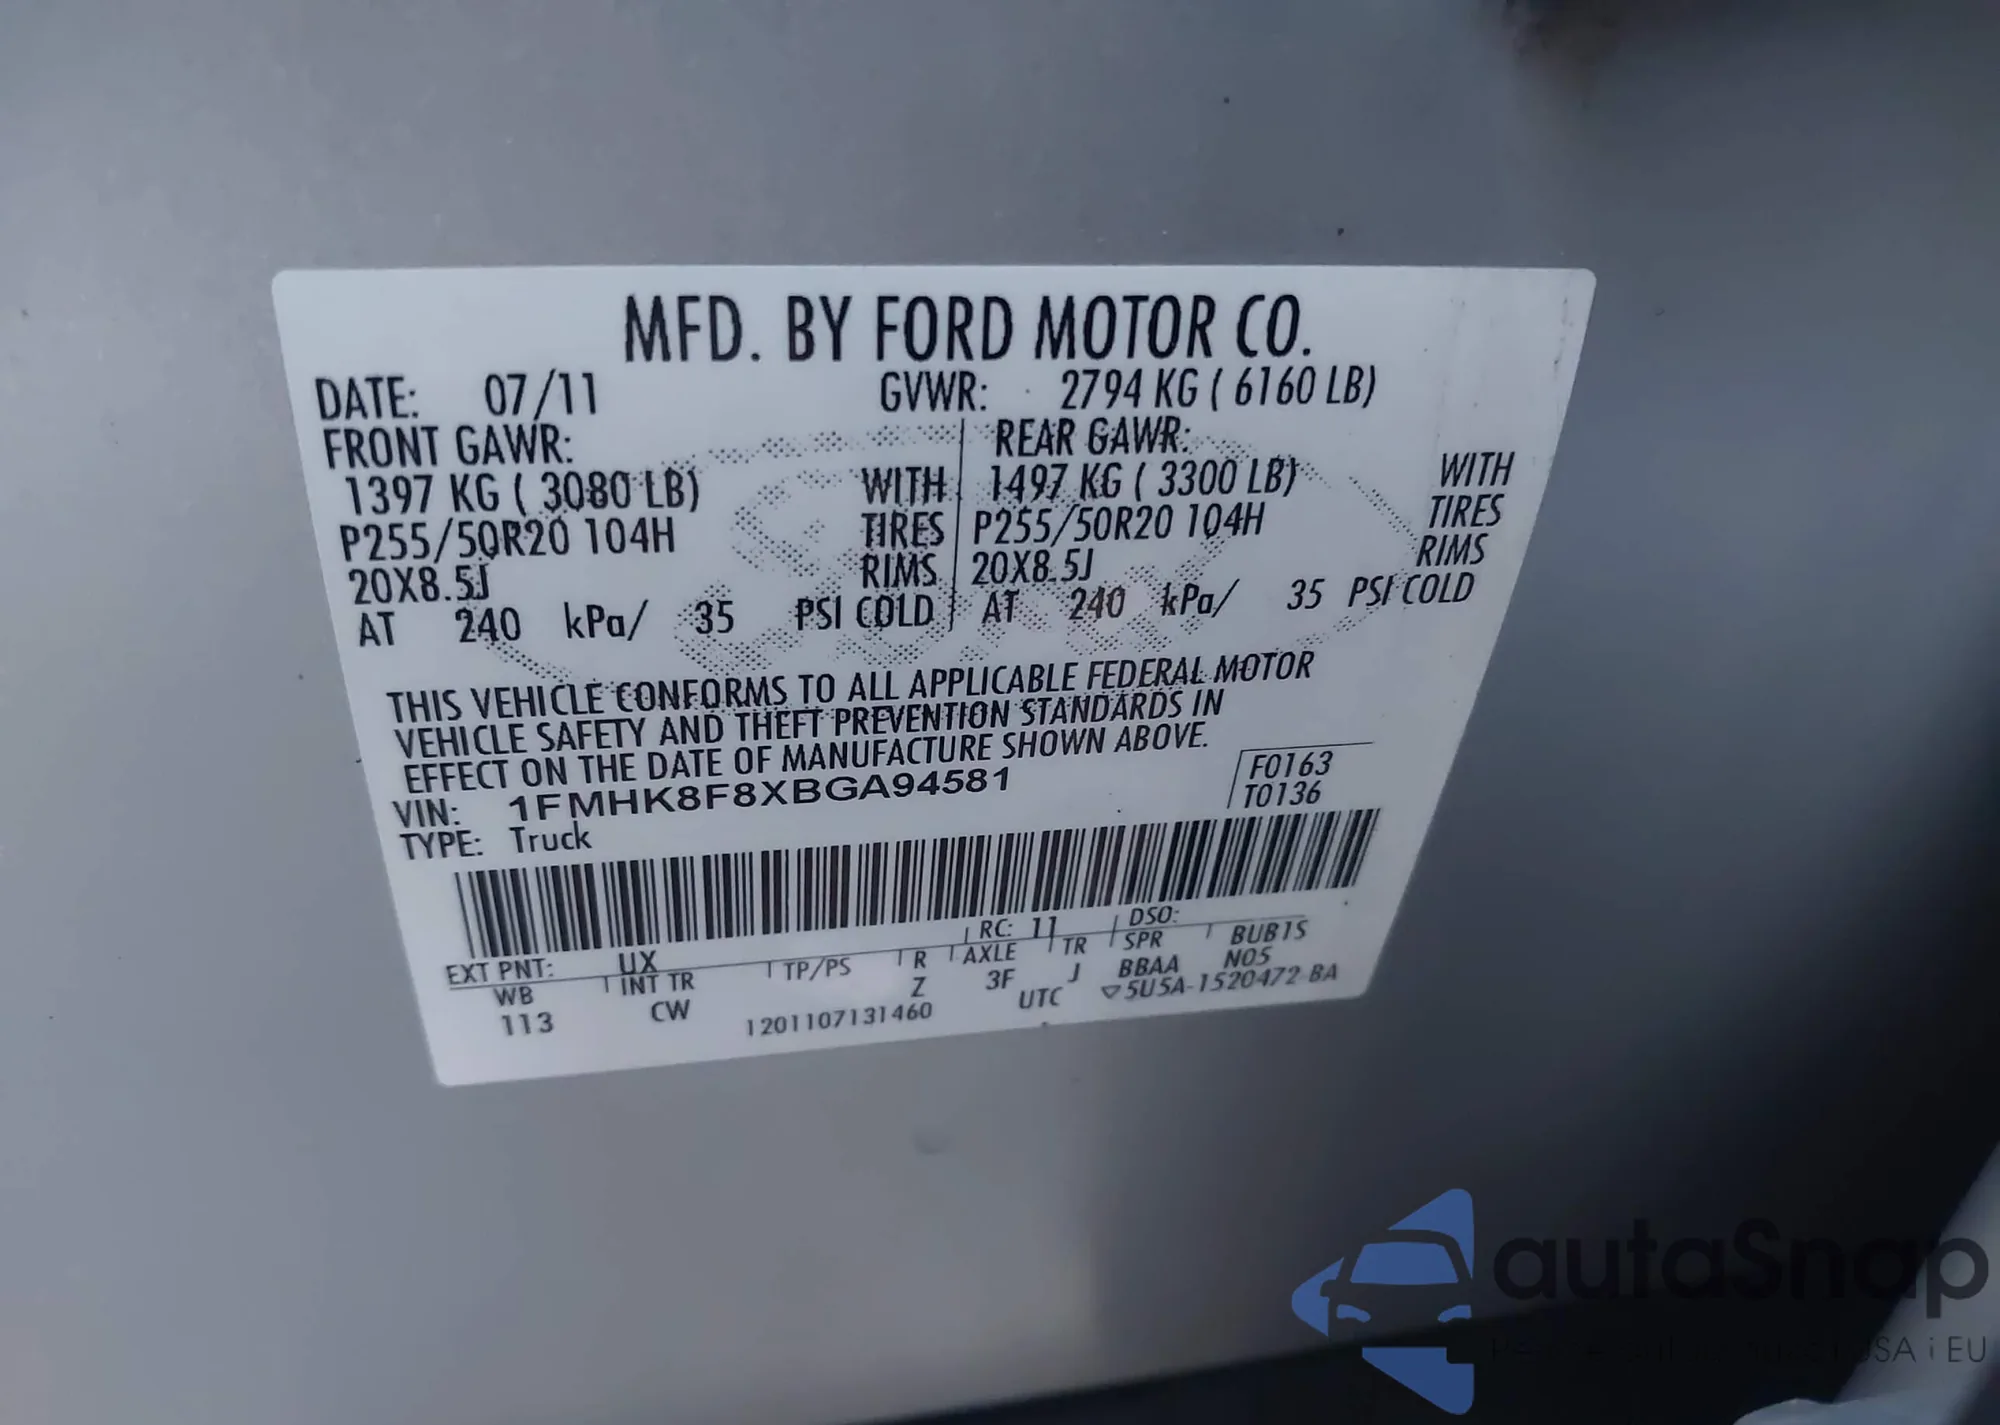 MFD. BY FORD MOTOR CO.
DATE: 07/11 GVWR: 2794 KG ( 6160 LB)
FRONT GAWR: REAR GAWR:
1397 KG ( 3080 LB) WITH 1497 KG ( 3300 LB) WITH
P255/50R20 104H TIRES P255/50R20 104H TIRES
20X8.5J RIMS 20X8.5J RIMS
AT 240 kPa/ 35 PSI COLD AT 240 kPa/ 35 PSI COLD
THIS VEHICLE CONFORMS TO ALL APPLICABLE FEDERAL MOTOR
VEHICLE SAFETY AND THEFT PREVENTION STANDARDS IN
EFFECT ON THE DATE OF MANUFACTURE SHOWN ABOVE.
VIN: 1FMHK8F8XBGA94581 F0163
TYPE: Truck T0136
EXT PNT: UX RC: 11 DSO:
WB INT TR TP/PS R AXLE TR SPR BUB1S
113 CW Z 3F J BBAA N05
1201107131460 UTC ▽5U5A-1520472-BA
autaSnap
USA i EU